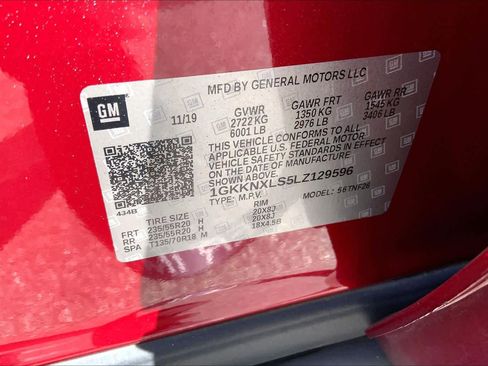 MFD BY GENERAL MOTORS LLC
GM
11/19
GVWR
2722 KG
6001 LB
GAWR FRT
1350 KG
2976 LB
GAWR RR
1545 KG
3405 LB
THIS VEHICLE CONFORMS TO ALL APPLICABLE
U.S. FEDERAL MOTOR VEHICLE SAFETY
STANDARDS IN EFFECT ON THE
DATE OF MANUFACTURE
1GKKNXLS5LZ129596
TYPE: M.P.V. MODEL: 56TNF26
434B
TIRE SIZE RIM
FRT 235/55R20 H 20X8J
RR 235/55R20 H 20X8J
SPA T135/70R18 M 18X4.5B